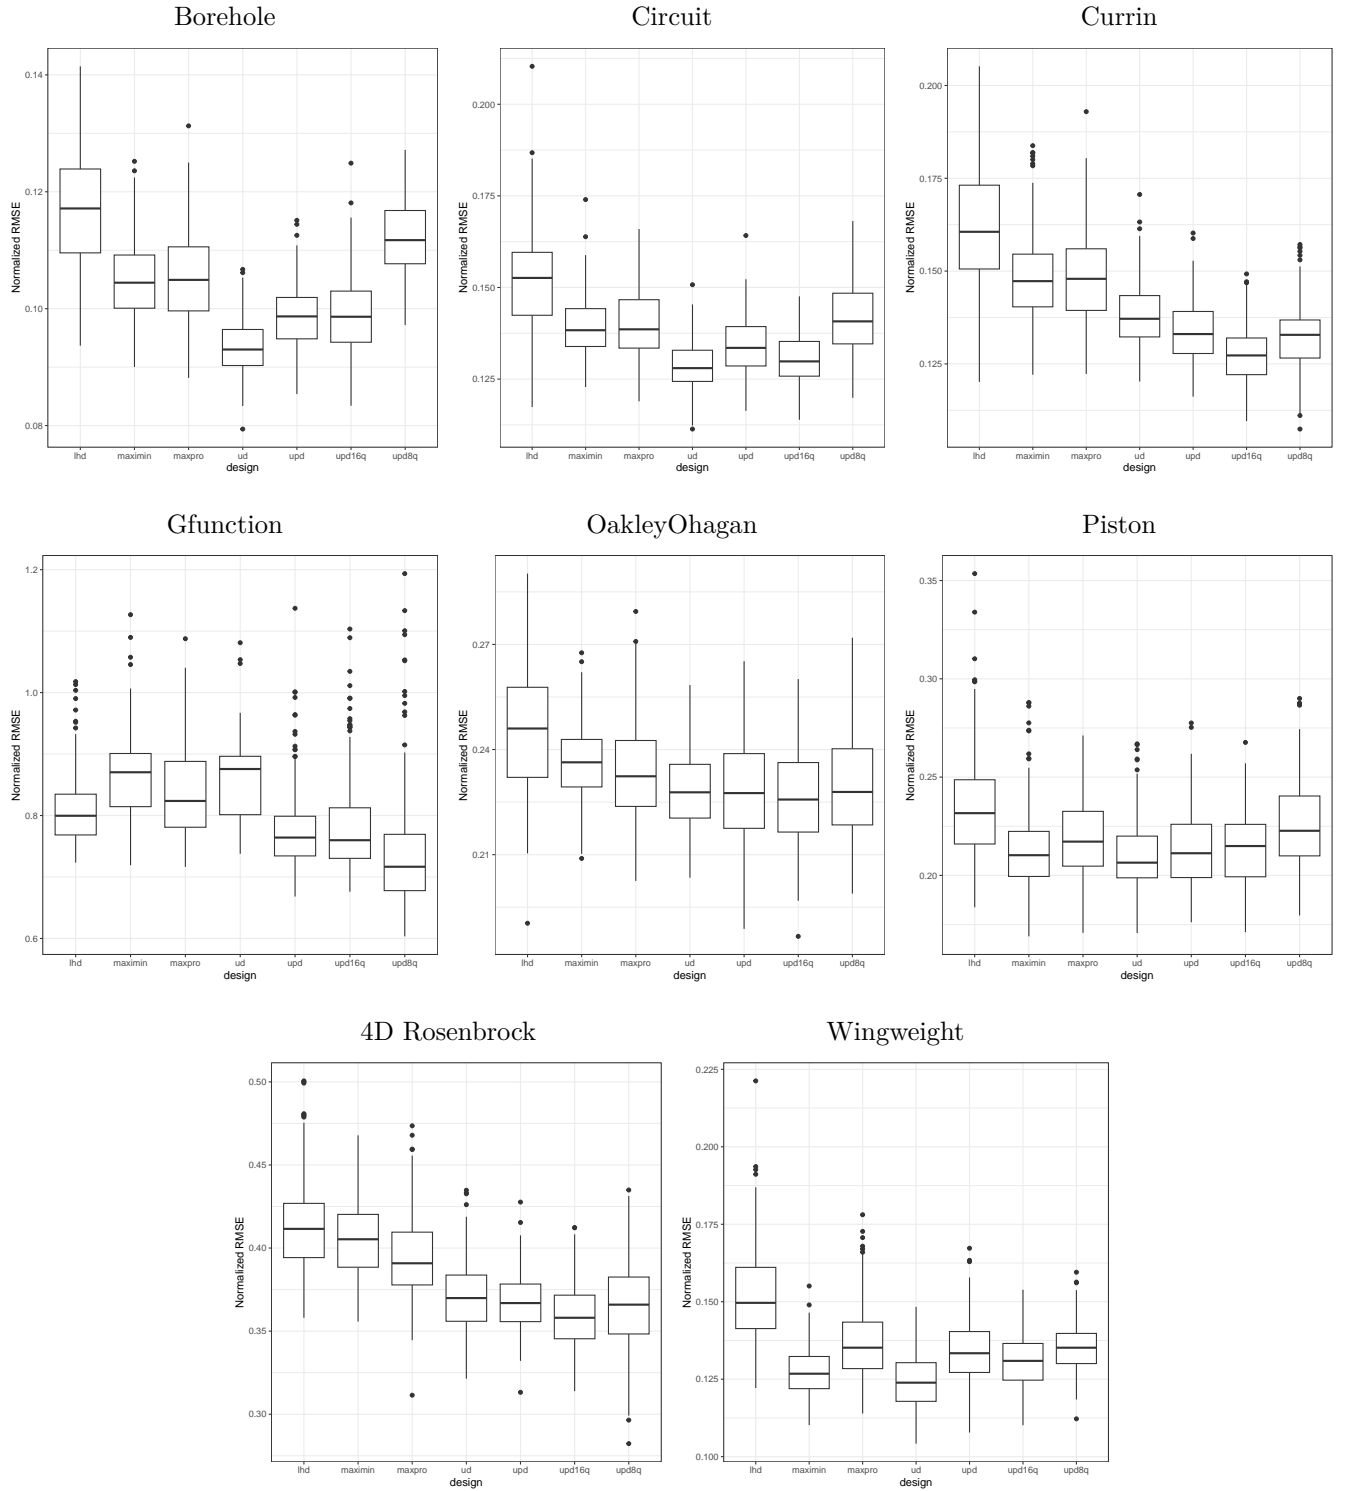 Borehole Circuit Currin
0.14
0.12
0.10
0.08
Normalized RMSE
lhd maximin maxpro ud upd upd16q upd8q
design
0.200
0.175
0.150
0.125
Normalized RMSE
lhd maximin maxpro ud upd upd16q upd8q
design
0.200
0.175
0.150
0.125
Normalized RMSE
lhd maximin maxpro ud upd upd16q upd8q
design
Gfunction OakleyOhagan Piston
1.2
1.0
0.8
0.6
Normalized RMSE
lhd maximin maxpro ud upd upd16q upd8q
design
0.27
0.24
0.21
Normalized RMSE
lhd maximin maxpro ud upd upd16q upd8q
design
0.35
0.30
0.25
0.20
Normalized RMSE
lhd maximin maxpro ud upd upd16q upd8q
design
4D Rosenbrock Wingweight
0.50
0.45
0.40
0.35
0.30
Normalized RMSE
lhd maximin maxpro ud upd upd16q upd8q
design
0.225
0.200
0.175
0.150
0.125
0.100
Normalized RMSE
lhd maximin maxpro ud upd upd16q upd8q
design